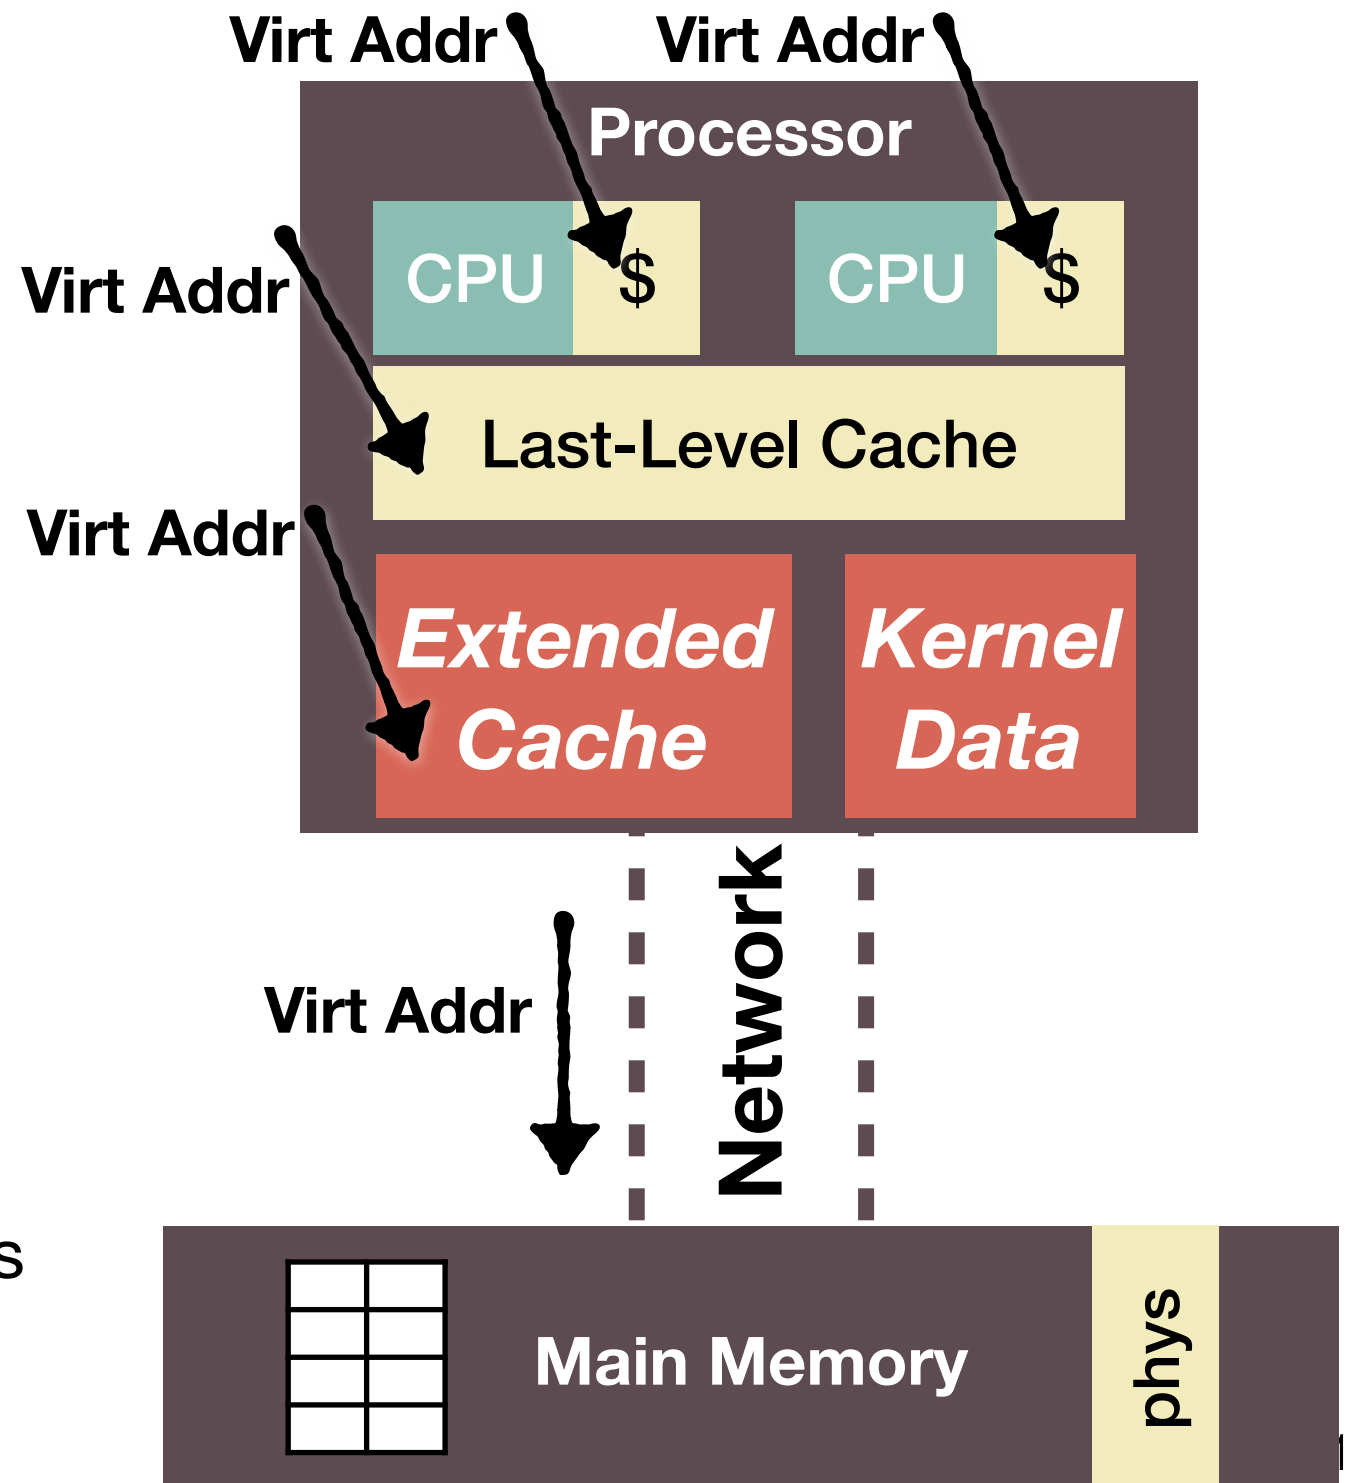 Virt Addr Virt Addr
Processor
CPU $ CPU $
Virt Addr
Last-Level Cache
Virt Addr
Extended Kernel
Cache Data
Network
Virt Addr
s
Main Memory phys